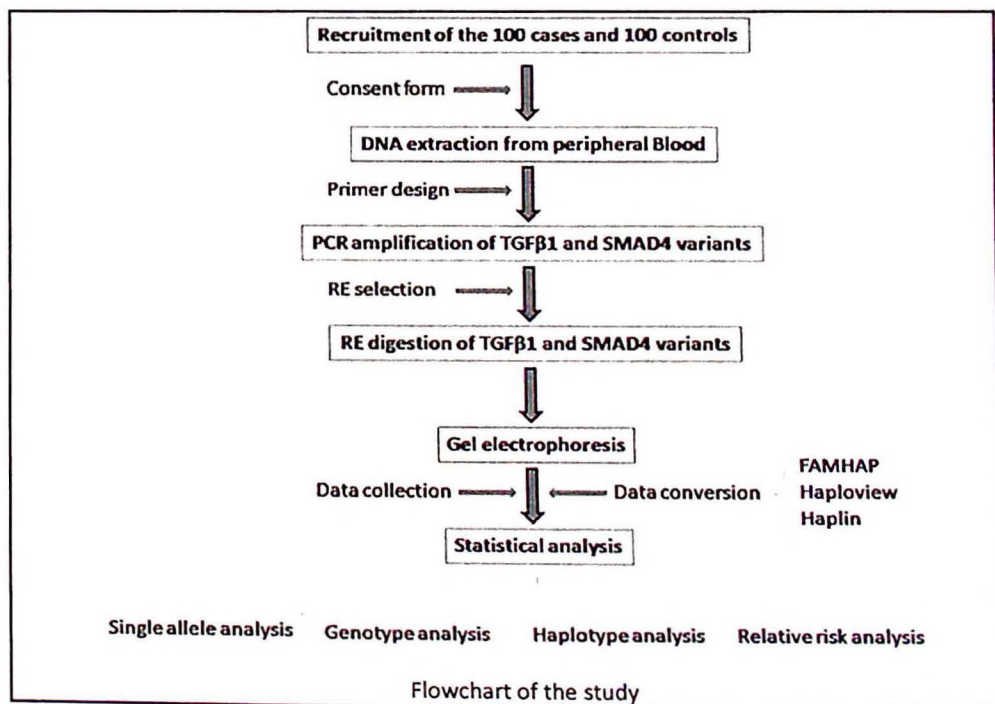 Recruitment of the 100 cases and 100 controls
Consent form
DNA extraction from peripheral Blood
Primer design
PCR amplification of TGFβ1 and SMAD4 variants
RE selection
RE digestion of TGFβ1 and SMAD4 variants
Gel electrophoresis
Data collection
Data conversion
FAMHAP
Haploview
Haplin
Statistical analysis
Single allele analysis Genotype analysis Haplotype analysis Relative risk analysis
Flowchart of the study